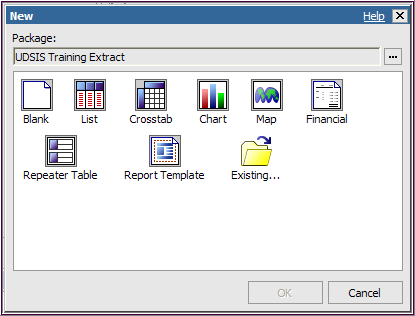 New Help
Package:
UDSIS Training Extract ...
Blank List Crosstab Chart Map Financial
Repeater Table Report Template Existing...
OK Cancel